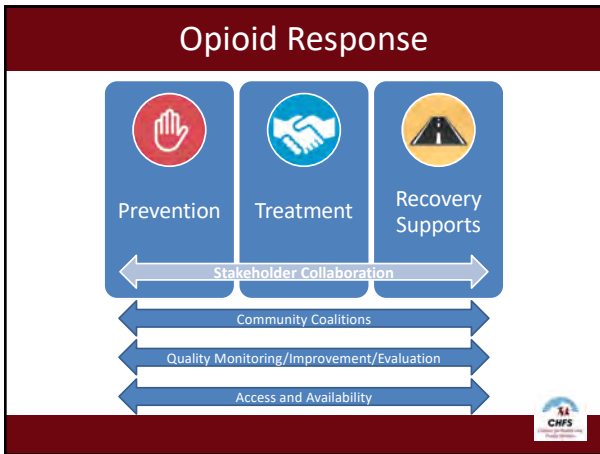 Opioid Response
Prevention
Treatment
Recovery
Supports
Stakeholder Collaboration
Community Coalitions
Quality Monitoring/Improvement/Evaluation
Access and Availability
CHFS